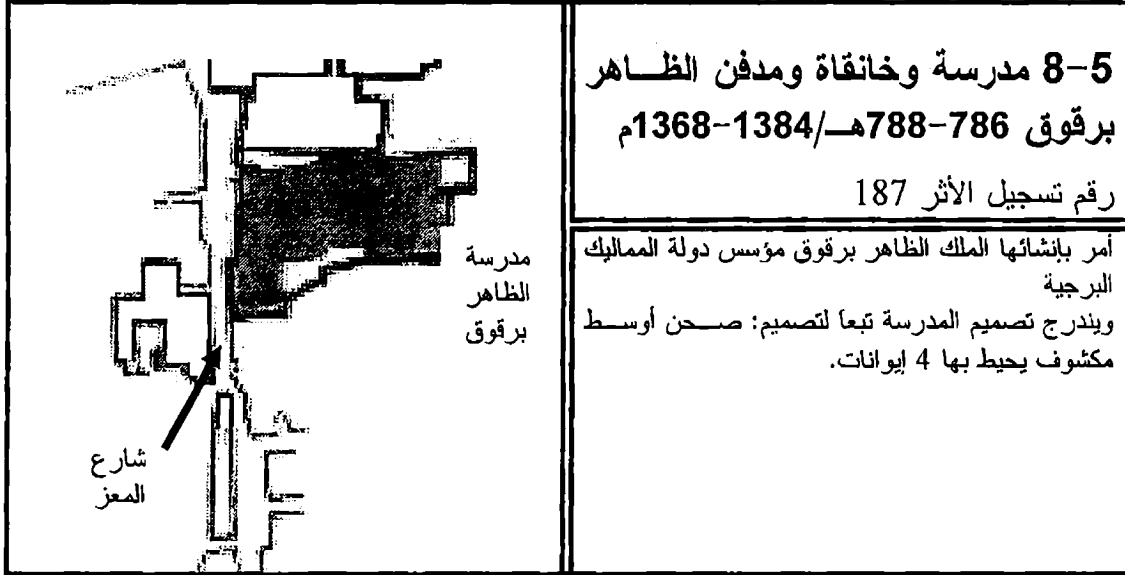 8-5 مدرسة وخانقاة ومدفن الظاهر
برقوق 786-788هـ/1384-1368م
رقم تسجيل الأثر 187
أمر بإنشائها الملك الظاهر برقوق مؤسس دولة المماليك
البرجية
ويندرج تصميم المدرسة تبعا لتصميم: صحن أوسط
مكشوف يحيط بها 4 إيوانات.
مدرسة
الظاهر
برقوق
شارع
المعز